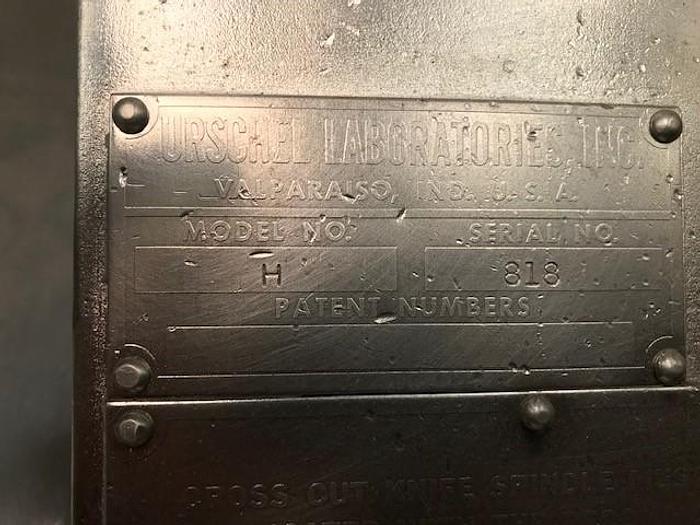 URSCHEL LABORATORIES, INC.
VALPARAISO, IND. U.S.A.
MODEL NO. SERIAL NO.
H 818
PATENT NUMBERS
CROSS CUT KNIFE SPINDLE